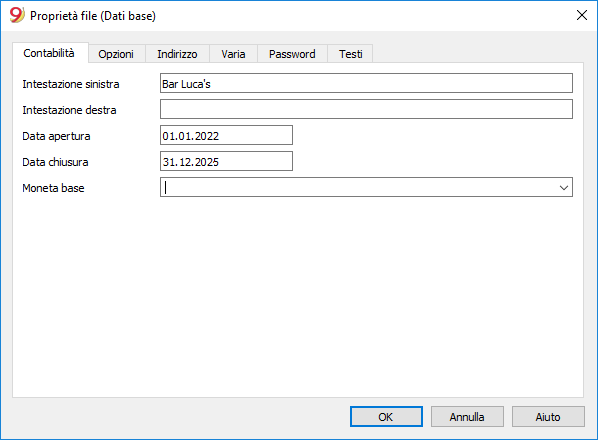 9 Proprietà file (Dati base)
Contabilità Opzioni Indirizzo Varia Password Testi
Intestazione sinistra Bar Luca's
Intestazione destra
Data apertura 01.01.2022
Data chiusura 31.12.2025
Moneta base
OK Annulla Aiuto